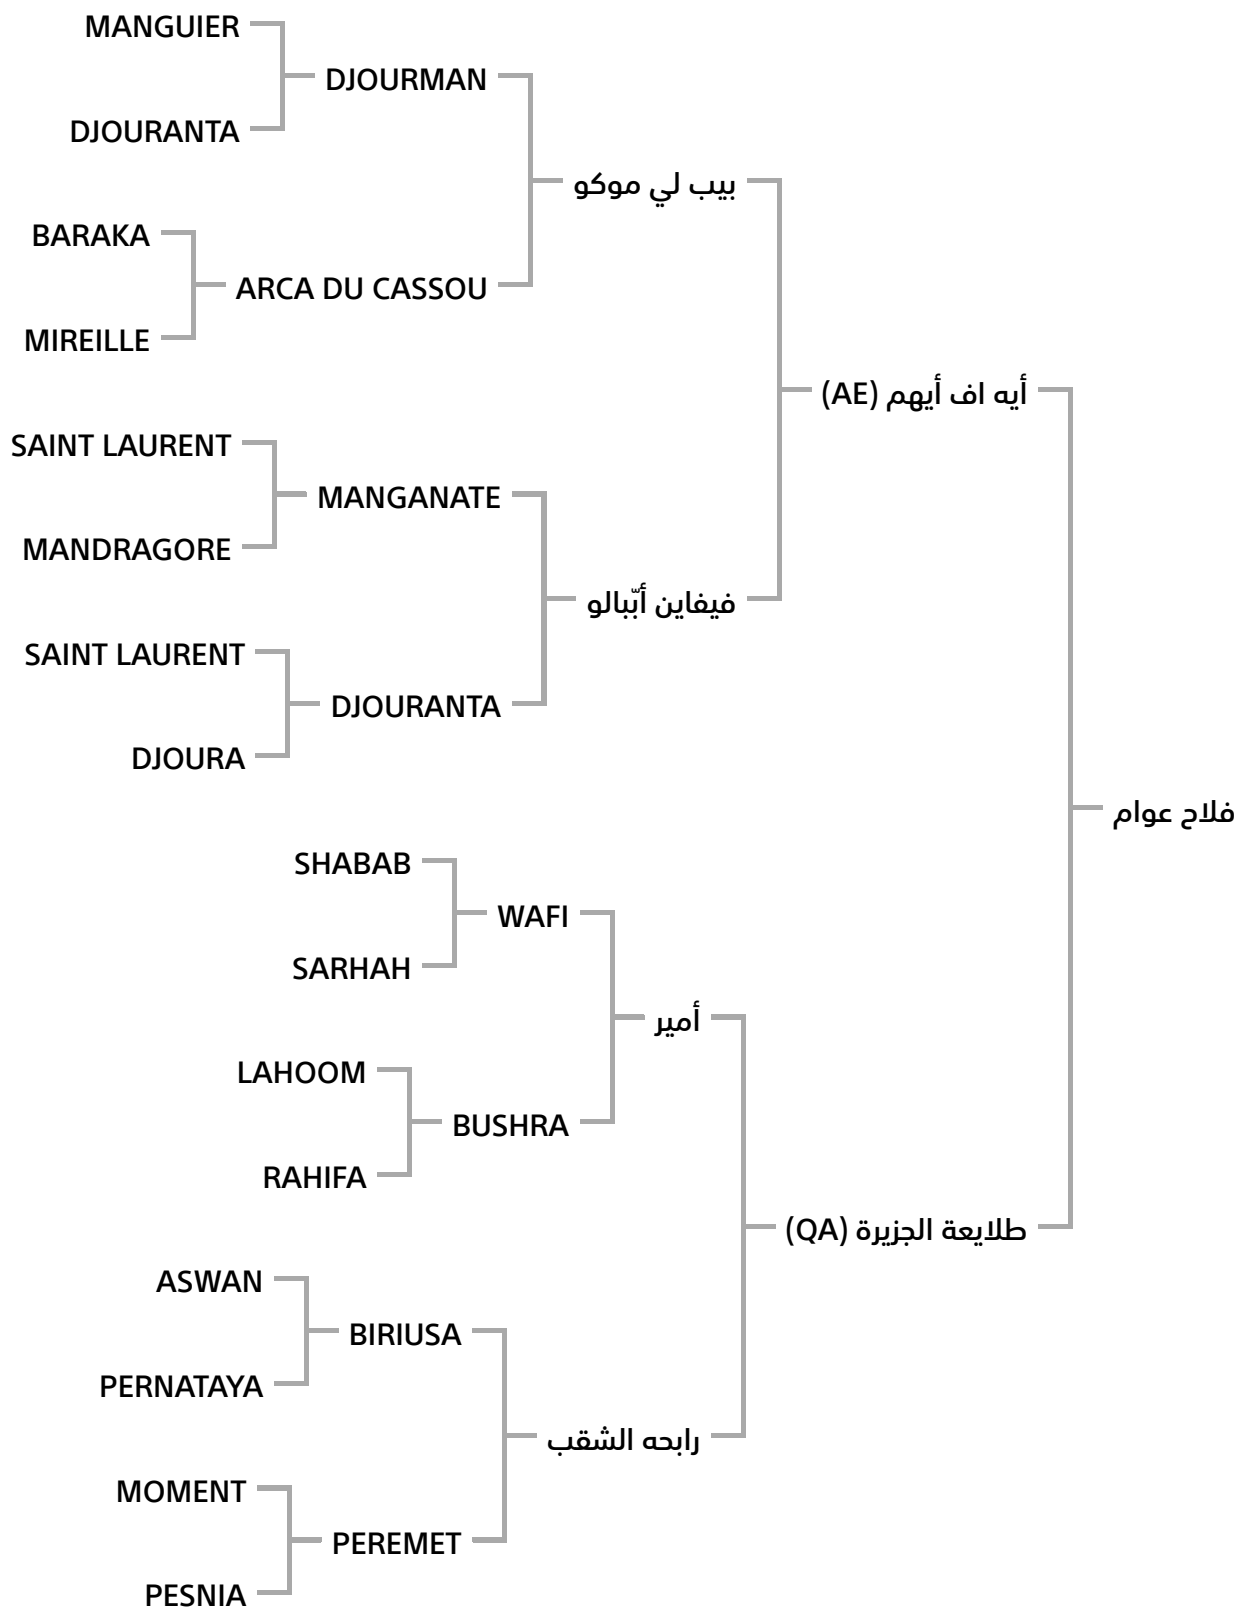 MANGUIER
DJOURMAN
DJOURANTA
بيب لي موكو
BARAKA
ARCA DU CASSOU
MIREILLE
أيه اف أيهم (AE)
SAINT LAURENT
MANGANATE
MANDRAGORE
فيفاين أبّبالو
SAINT LAURENT
DJOURANTA
DJOURA
فلاح عوام
SHABAB
WAFI
SARHAH
أمير
LAHOOM
BUSHRA
RAHIFA
طلايعة الجزيرة (QA)
ASWAN
BIRIUSA
PERNATAYA
رابحه الشقب
MOMENT
PEREMET
PESNIA